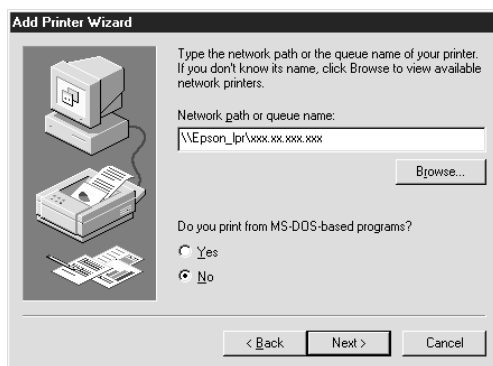 Add Printer Wizard
Type the network path or the queue name of your printer.
If you don't know its name, click Browse to view available
network printers.
Network path or queue name:
\\Epson_lpr\xxx.xx.xxx.xxx
Browse...
Do you print from MS-DOS-based programs?
Yes
No
< Back
Next >
Cancel